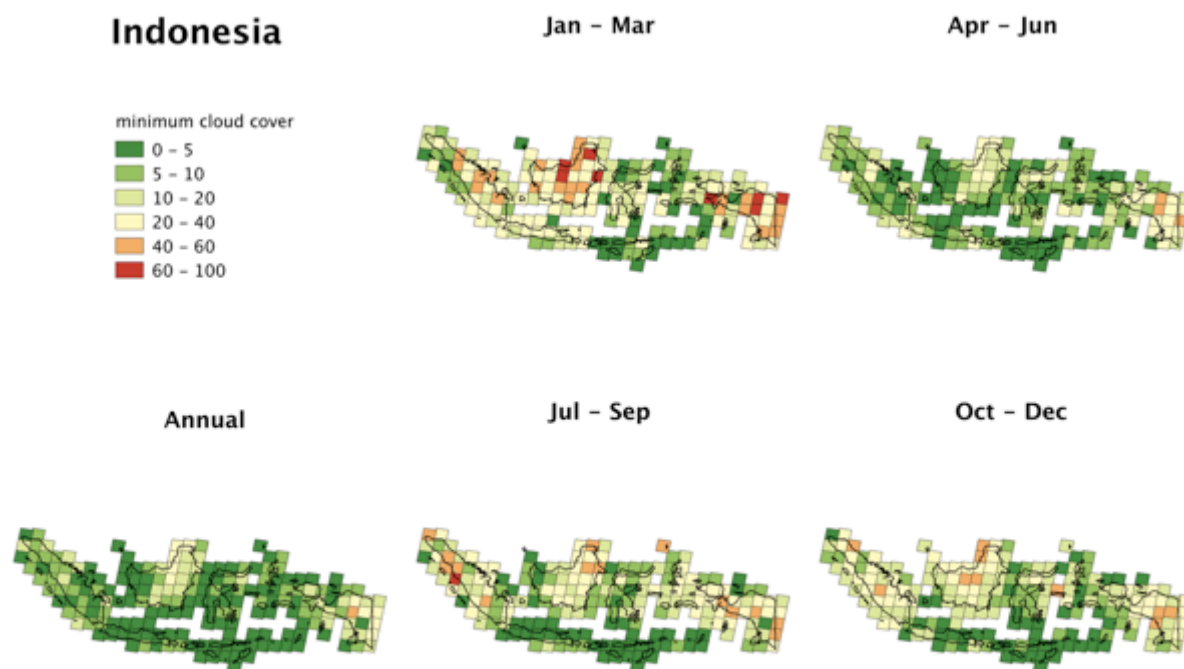 Indonesia
Jan – Mar
Apr – Jun
minimum cloud cover
0 – 5
5 – 10
10 – 20
20 – 40
40 – 60
60 – 100
Annual
Jul – Sep
Oct – Dec